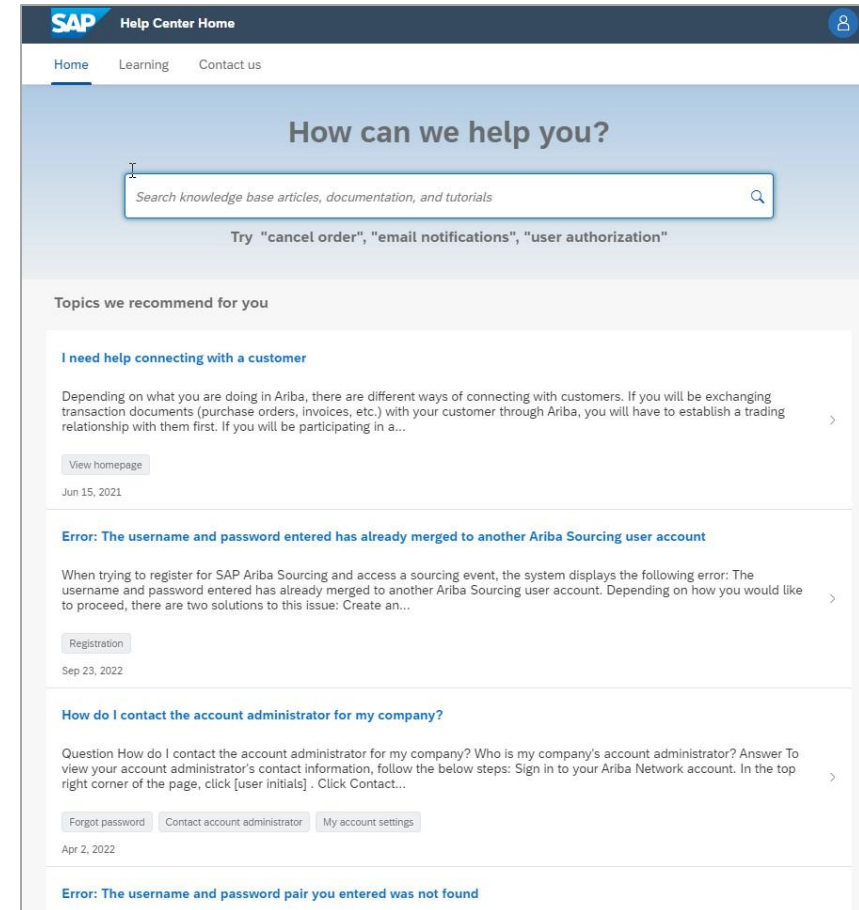 SAP Help Center Home
Home Learning Contact us
How can we help you?
Search knowledge base articles, documentation, and tutorials
Try "cancel order", "email notifications", "user authorization"
Topics we recommend for you
I need help connecting with a customer
Depending on what you are doing in Ariba, there are different ways of connecting with customers. If you will be exchanging
transaction documents (purchase orders, invoices, etc.) with your customer through Ariba, you will have to establish a trading
relationship with them first. If you will be participating in a...
View homepage
Jun 15, 2021
Error: The username and password entered has already merged to another Ariba Sourcing user account
When trying to register for SAP Ariba Sourcing and access a sourcing event, the system displays the following error: The
username and password entered has already merged to another Ariba Sourcing user account. Depending on how you would like
to proceed, there are two solutions to this issue: Create an...
Registration
Sep 23, 2022
How do I contact the account administrator for my company?
Question How do I contact the account administrator for my company? Who is my company's account administrator? Answer To
view your account administrator's contact information, follow the below steps: Sign in to your Ariba Network account. In the top
right corner of the page, click [user initials] . Click Contact...
Forgot password Contact account administrator My account settings
Apr 2, 2022
Error: The username and password pair you entered was not found